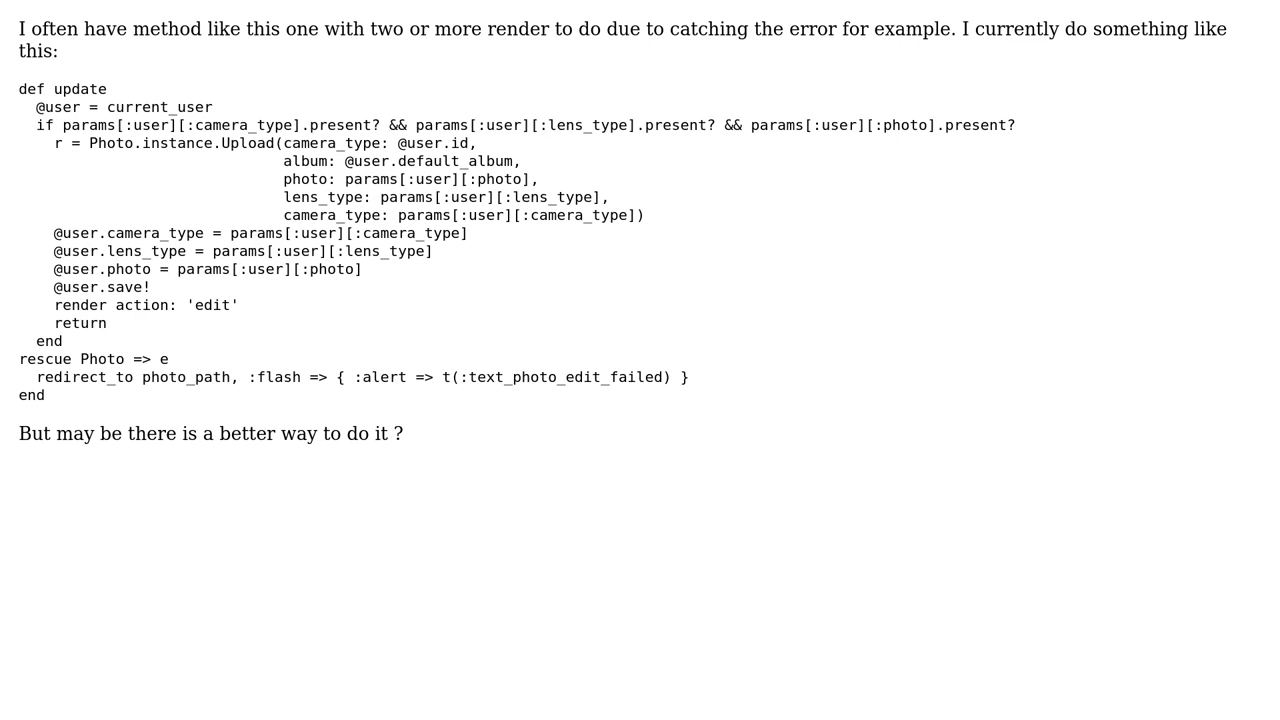 I often have method like this one with two or more render to do due to catching the error for example. I currently do something like
this:
def update
  @user = current_user
  if params[:user][:camera_type].present? && params[:user][:lens_type].present? && params[:user][:photo].present?
    r = Photo.instance.Upload(camera_type: @user.id,
                              album: @user.default_album,
                              photo: params[:user][:photo],
                              lens_type: params[:user][:lens_type],
                              camera_type: params[:user][:camera_type])
    @user.camera_type = params[:user][:camera_type]
    @user.lens_type = params[:user][:lens_type]
    @user.photo = params[:user][:photo]
    @user.save!
    render action: 'edit'
    return
  end
rescue Photo => e
  redirect_to photo_path, :flash => { :alert => t(:text_photo_edit_failed) }
end
But may be there is a better way to do it ?